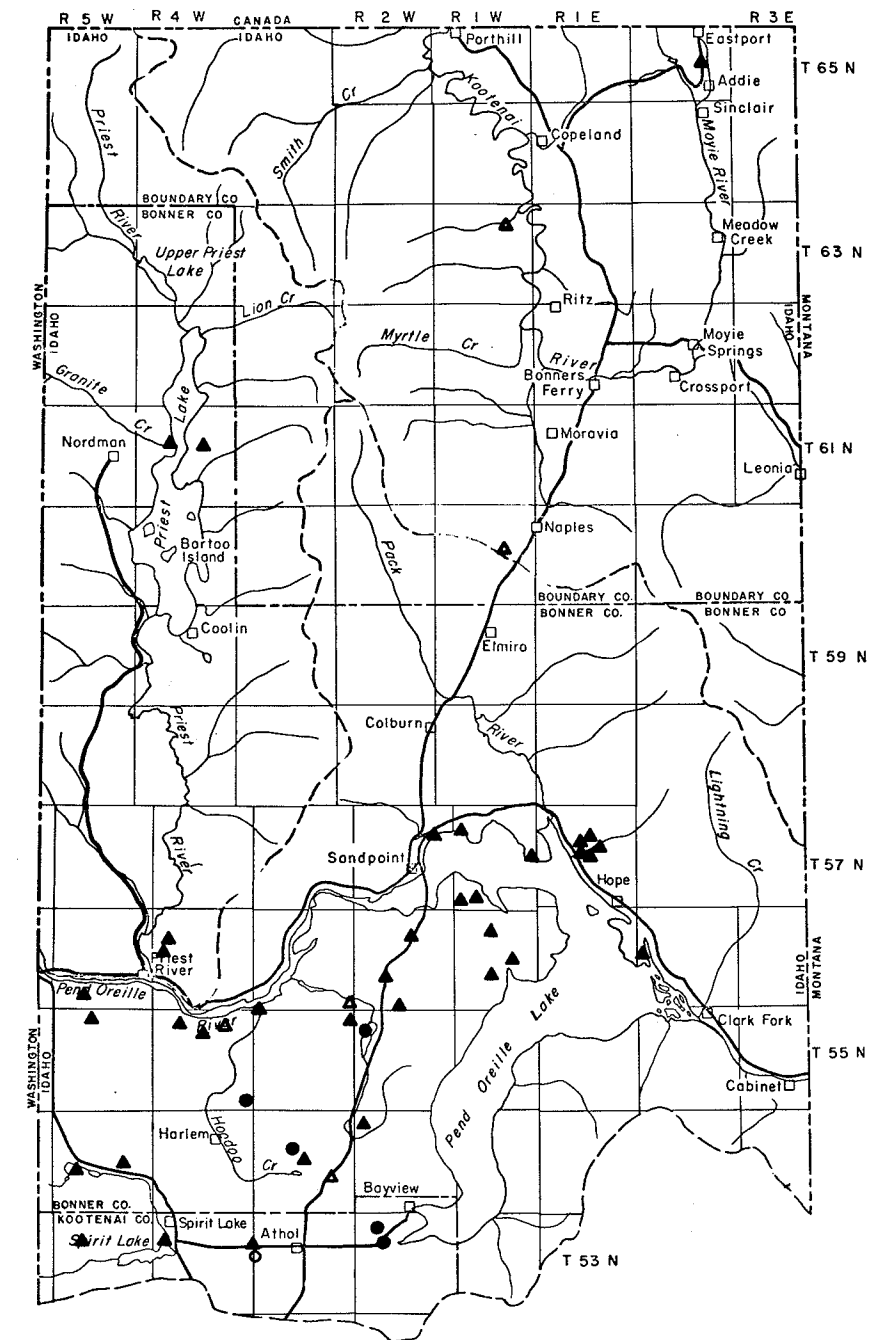 R 5 W
R 4 W
CANADA
R 2 W
R 1 W
R 1 E
R 3 E
IDAHO
IDAHO
Porthill
Eastport
T 65 N
Addie
Sinclair
Kootenai
Cr
Smith
Copeland
Priest
River
Moyie River
BOUNDARY CO
BONNER CO
Upper Priest
Lake
Meadow
Creek
T 63 N
Lion Cr
Ritz
WASHINGTON
IDAHO
MONTANA
IDAHO
Myrtle Cr
River
Moyie
Springs
Bonners
Ferry
Crossport
Granite
Cr
Lake
Nordman
Moravia
T 61 N
Leonia
Priest
Bartoo
Island
Pack
Naples
BOUNDARY CO.
BONNER CO.
BOUNDARY CO
BONNER CO
Coolin
Elmiro
T 59 N
Priest
Colburn
River
Lightning
Cr
River
Sandpoint
T 57 N
Hope
Priest
River
Pend Oreille
River
IDAHO
MONTANA
Pend Oreille Lake
Clark Fork
WASHINGTON
IDAHO
T 55 N
Cabinet
Harlem
Hoodoo
Cr
Bayview
BONNER CO.
KOOTENAI CO.
Spirit Lake
Athol
Spirit Lake
T 53 N